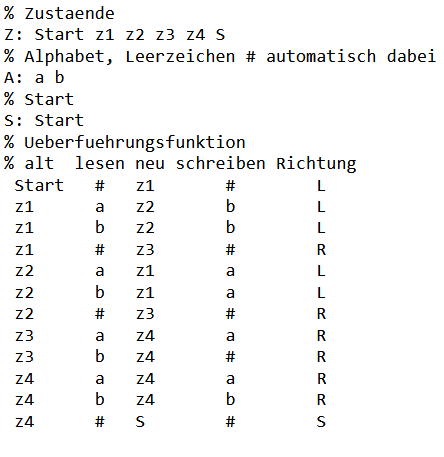 % Zustaende
Z: Start z1 z2 z3 z4 S
% Alphabet, Leerzeichen # automatisch dabei
A: a b
% Start
S: Start
% Ueberfuehrungsfunktion
% alt lesen neu schreiben Richtung
Start # z1 # L
z1 a z2 b L
z1 b z2 b L
z1 # z3 # R
z2 a z1 a L
z2 b z1 a L
z2 # z3 # R
z3 a z4 a R
z3 b z4 # R
z4 a z4 a R
z4 b z4 b R
z4 # S # S